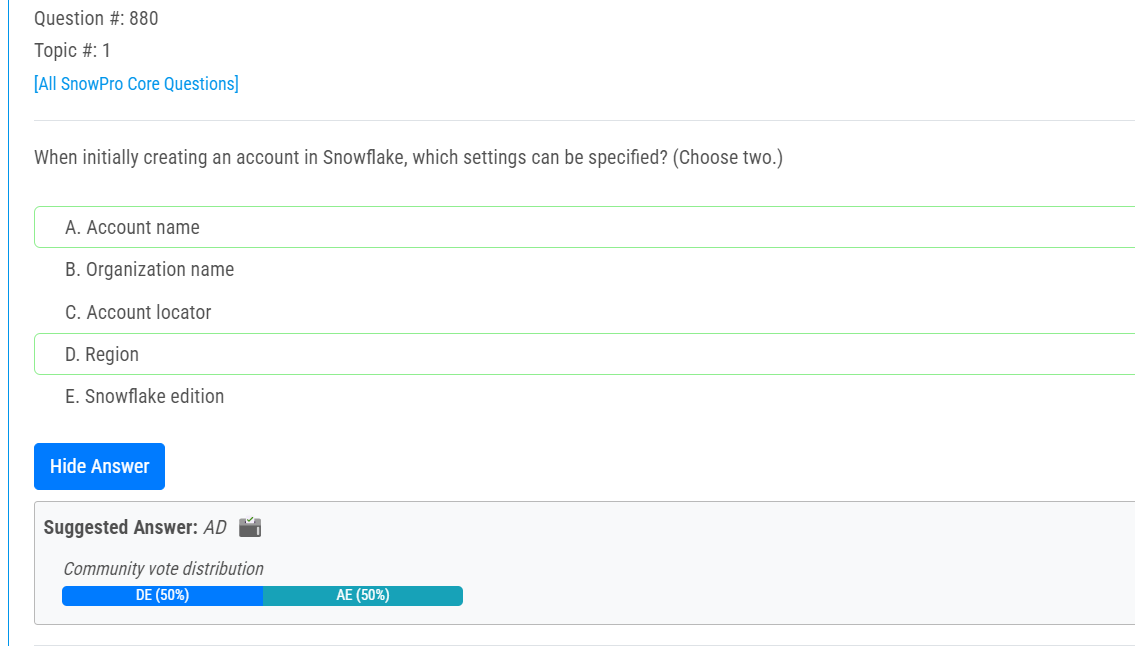 Question #: 880
Topic #: 1
[All SnowPro Core Questions]
When initially creating an account in Snowflake, which settings can be specified? (Choose two.)
A. Account name
B. Organization name
C. Account locator
D. Region
E. Snowflake edition
Hide Answer
Suggested Answer: AD
Community vote distribution
DE (50%) AE (50%)